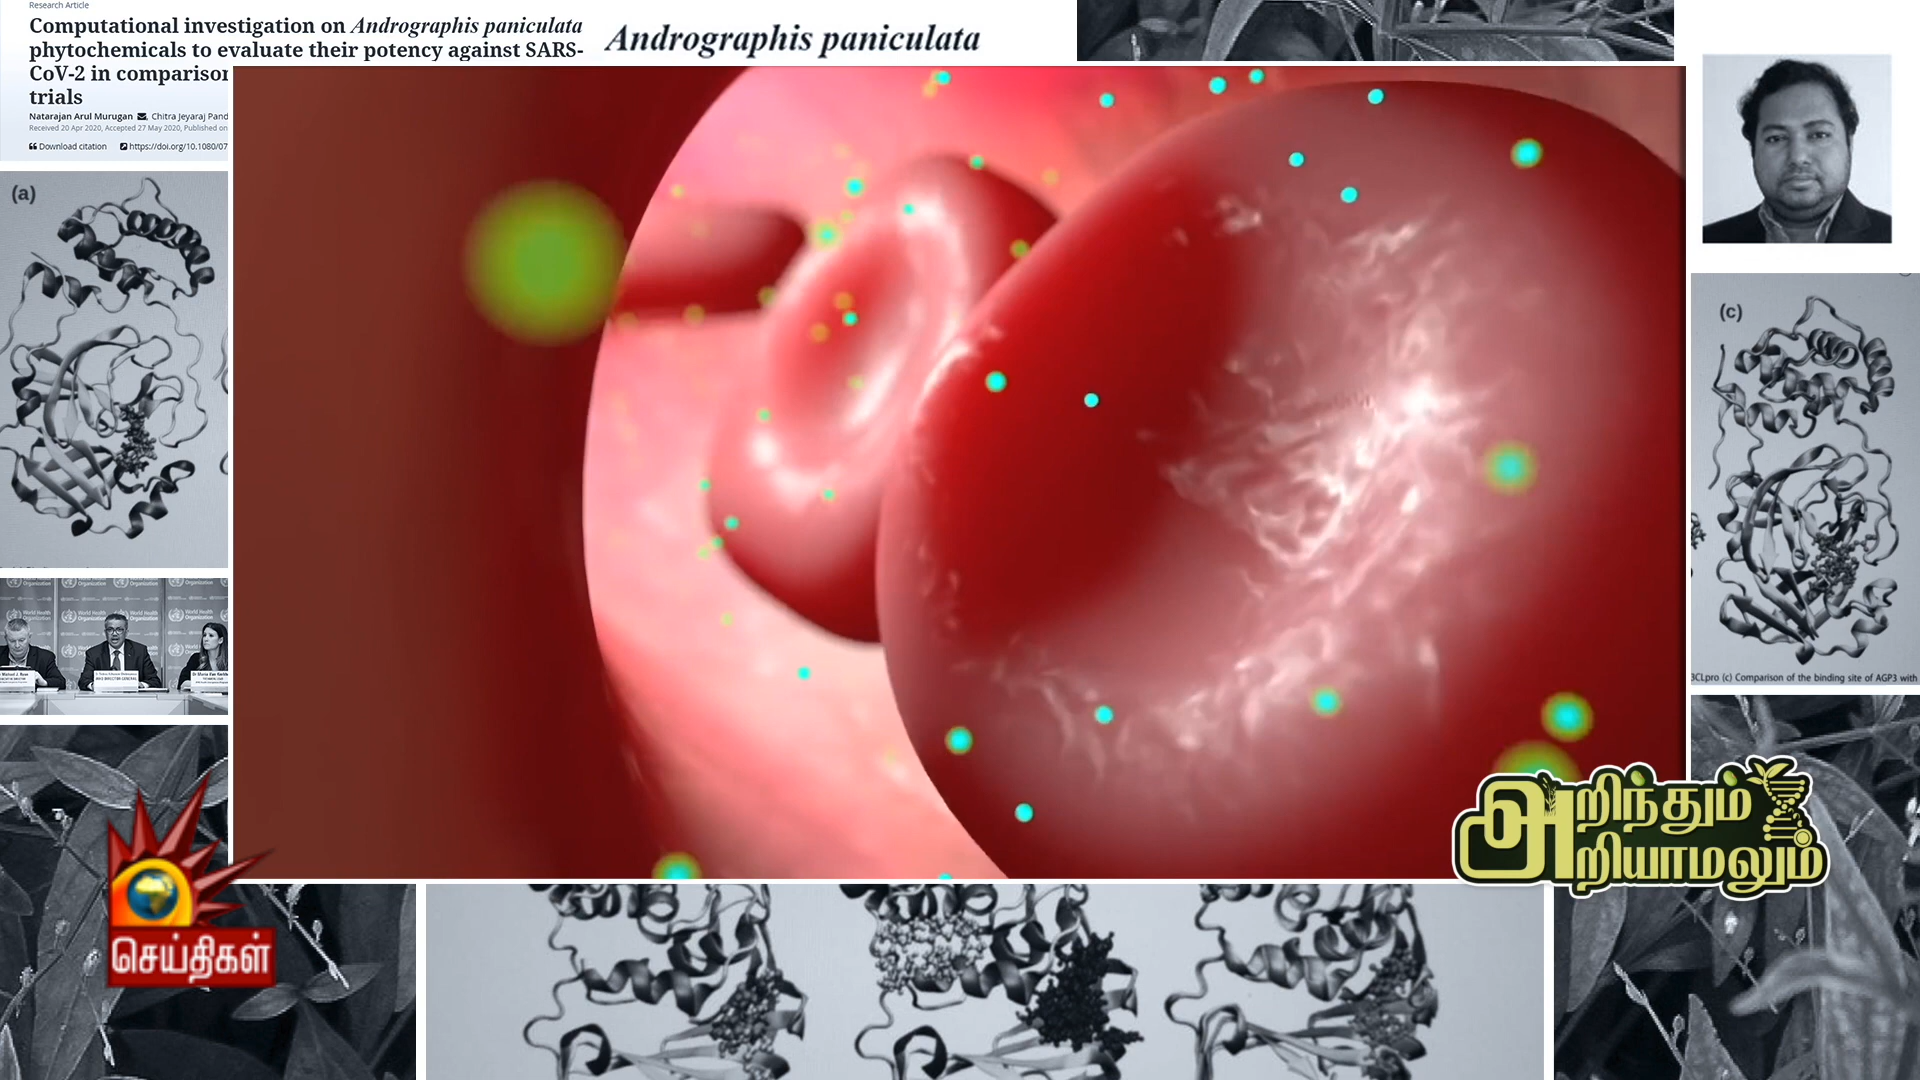 Research Article
Computational investigation on Andrographis paniculata
phytochemicals to evaluate their potency against SARS-
CoV-2 in comparison
trials
Natarajan Arul Murugan , Chitra Jeyaraj Pand
Received 20 Apr 2020, Accepted 27 May 2020, Published on
Download citation https://doi.org/10.1080/07
Andrographis paniculata
(a)
(c)
3CLpro (c) Comparison of the binding site of AGP3 with
World Health
Organization
அறிந்தும்
அறியாமலும்
செய்திகள்